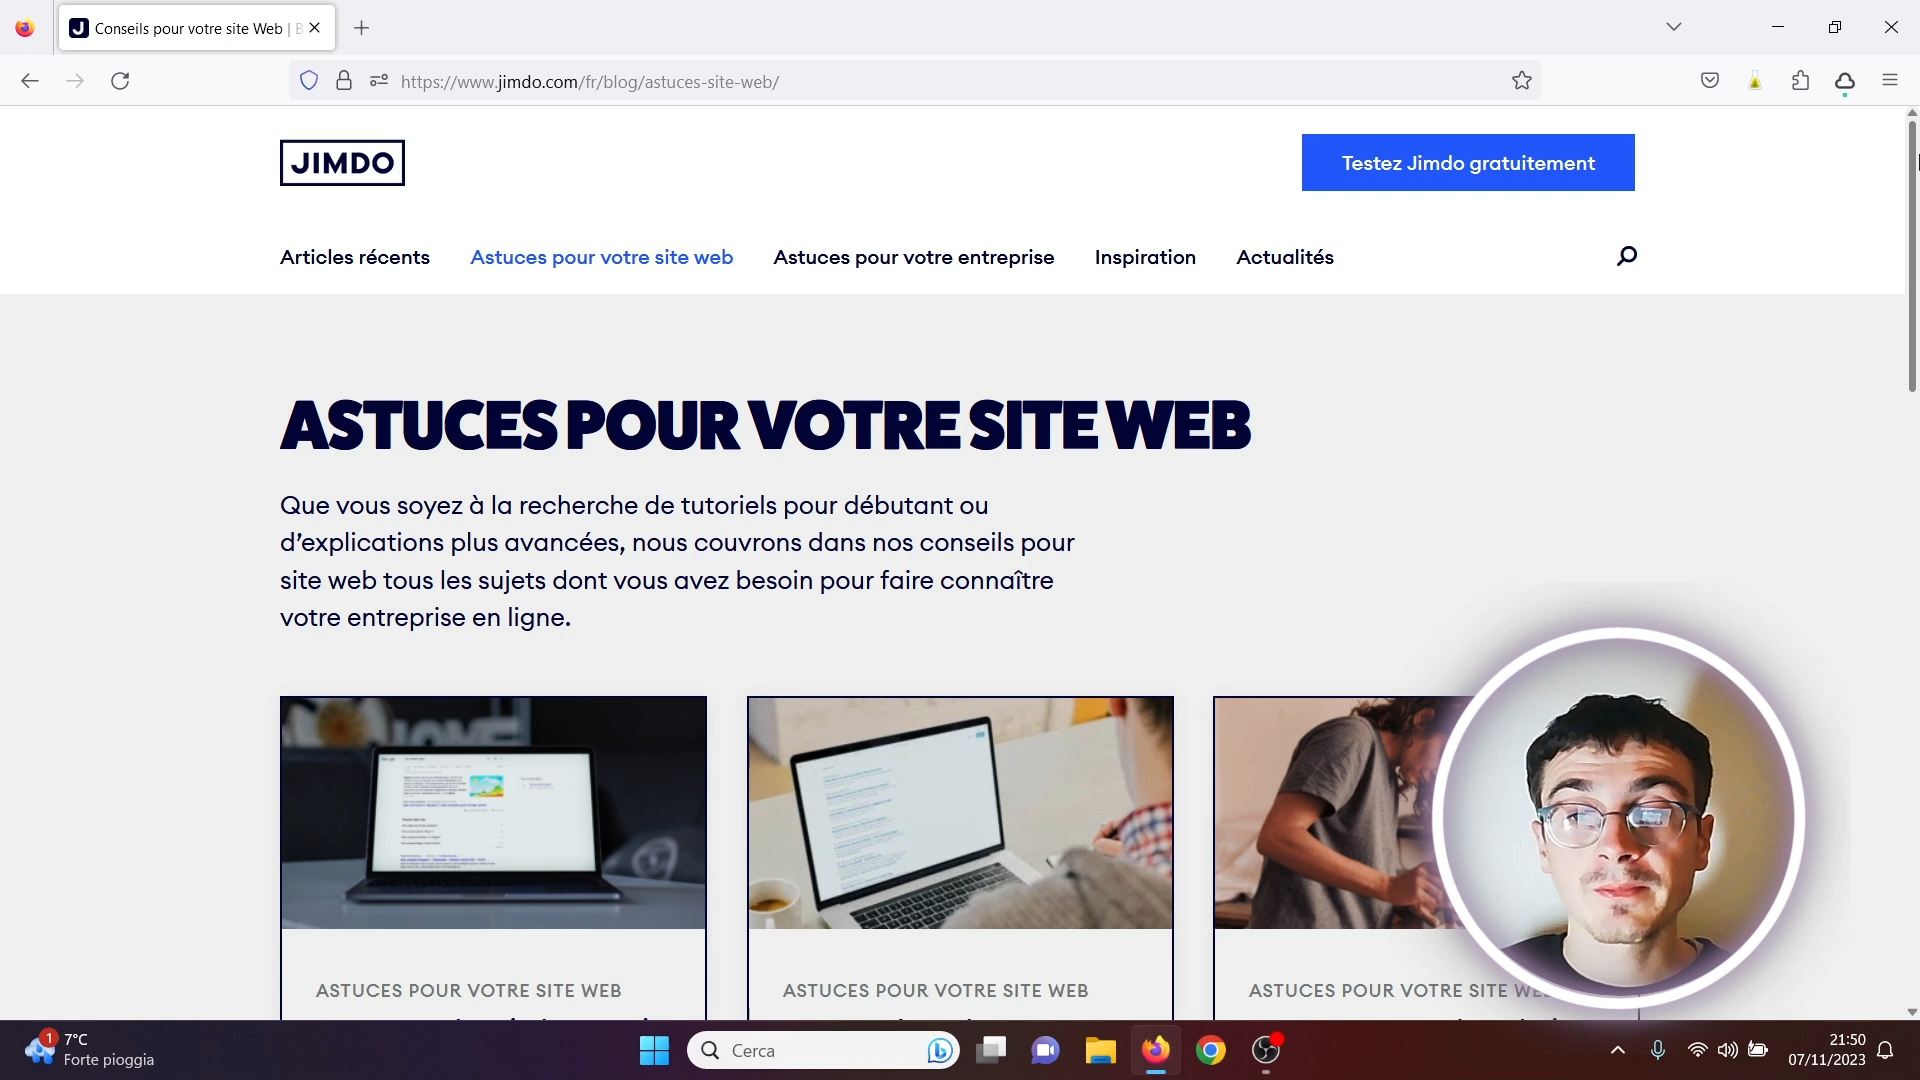 Conseils pour votre site Web | B
https://www.jimdo.com/fr/blog/astuces-site-web/
JIMDO
Testez Jimdo gratuitement
Articles récents
Astuces pour votre site web
Astuces pour votre entreprise
Inspiration
Actualités
ASTUCES POUR VOTRE SITE WEB
Que vous soyez à la recherche de tutoriels pour débutant ou
d’explications plus avancées, nous couvrons dans nos conseils pour
site web tous les sujets dont vous avez besoin pour faire connaître
votre entreprise en ligne.
ASTUCES POUR VOTRE SITE WEB
ASTUCES POUR VOTRE SITE WEB
ASTUCES POUR VOTRE SITE WE
1
7°C
Forte pioggia
Cerca
21:50
07/11/2023